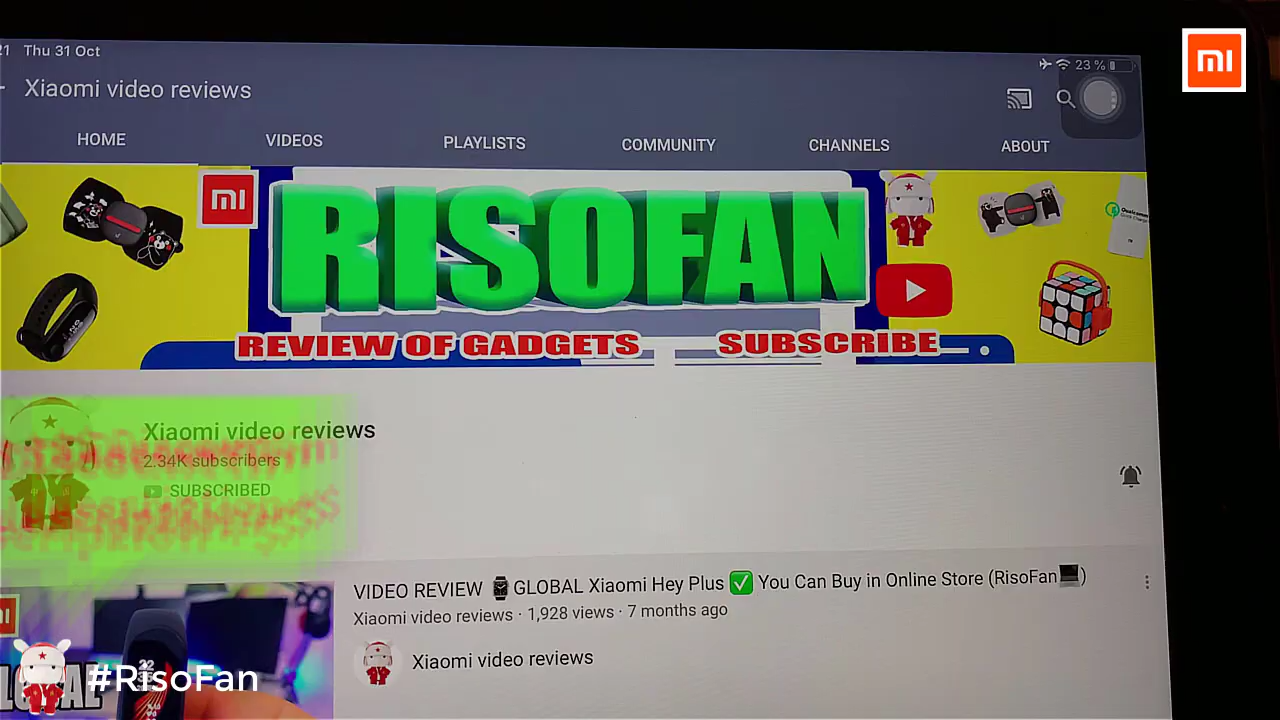 21 Thu 31 Oct
23 %
Xiaomi video reviews
HOME VIDEOS PLAYLISTS COMMUNITY CHANNELS ABOUT
MI
MI
RISOFAN
REVIEW OF GADGETS SUBSCRIBE
Xiaomi video reviews
2.34K subscribers
SUBSCRIBED
VIDEO REVIEW ⌚GLOBAL Xiaomi Hey Plus ✅ You Can Buy in Online Store (RisoFan💻)
Xiaomi video reviews · 1,928 views · 7 months ago
Xiaomi video reviews
#RisoFan